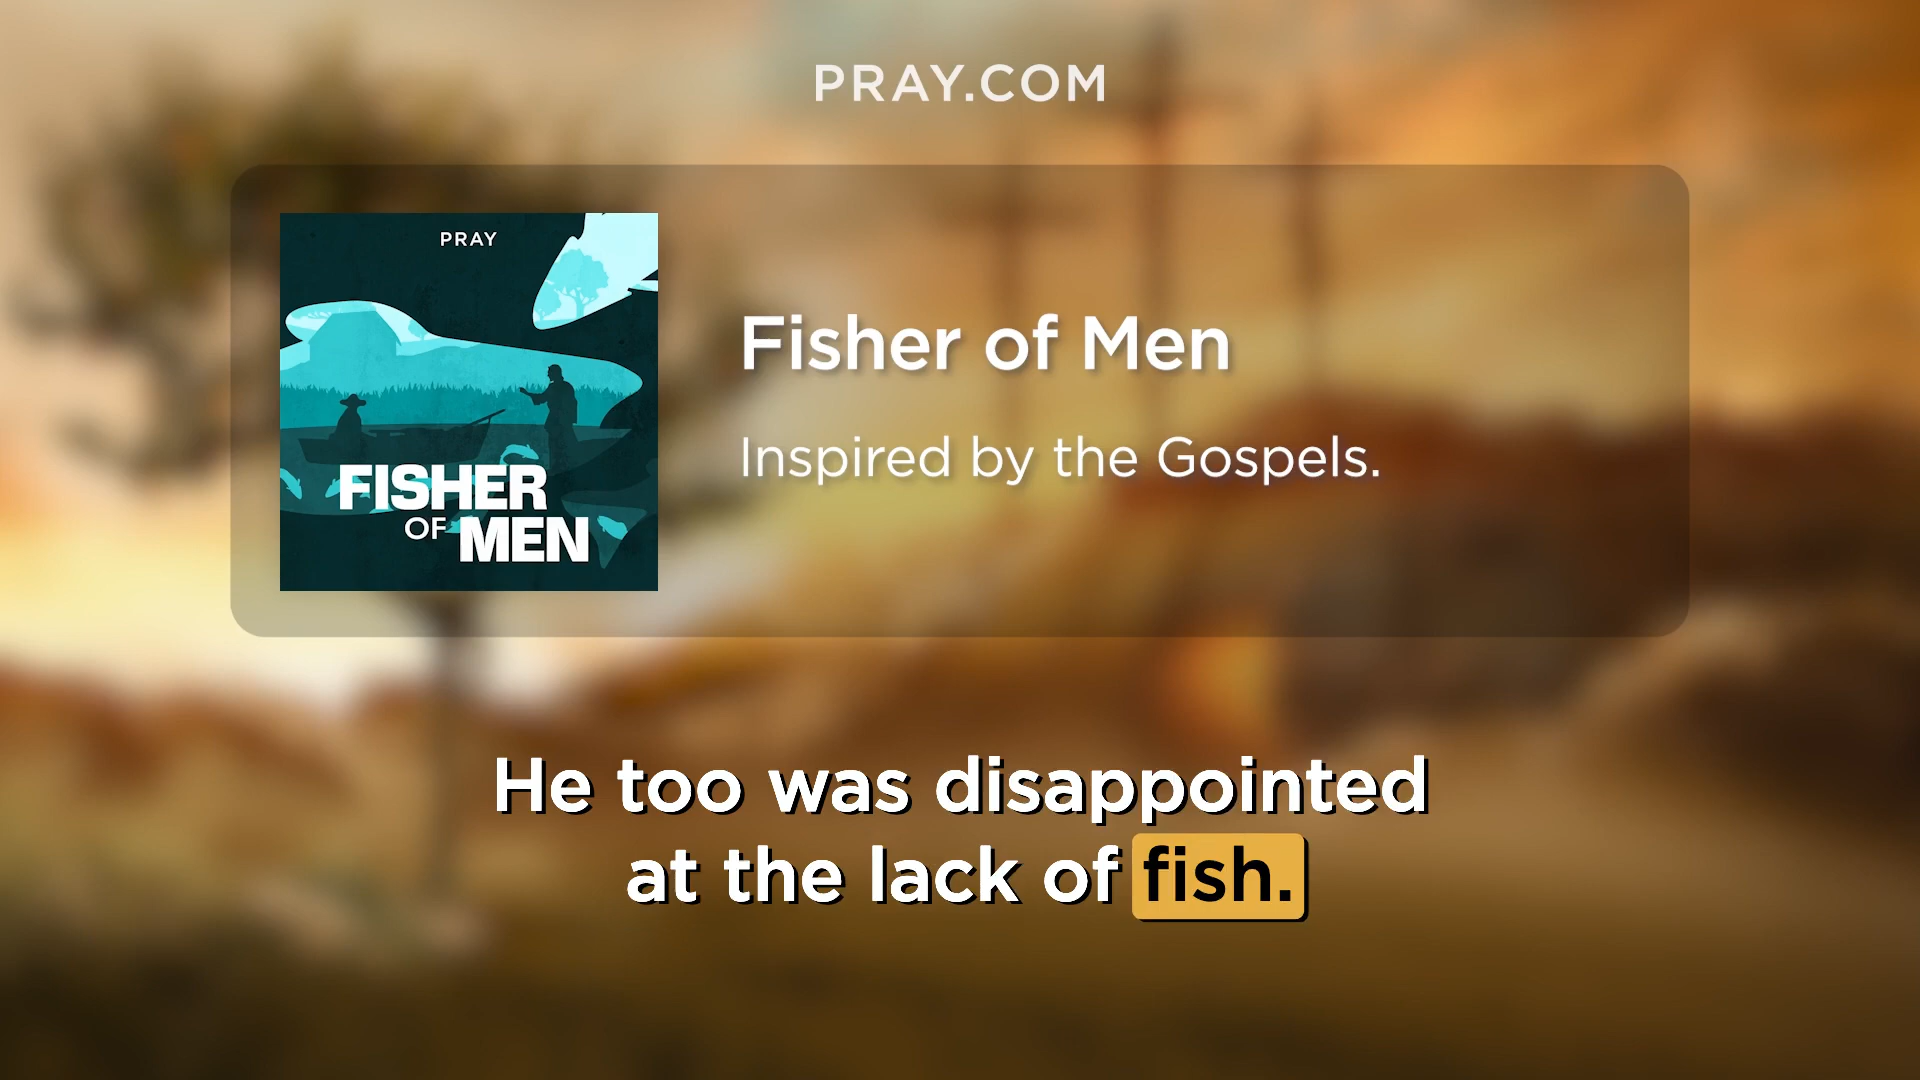 PRAY.COM
PRAY
FISHER
OF MEN
Fisher of Men
Inspired by the Gospels.
He too was disappointed
at the lack of fish.